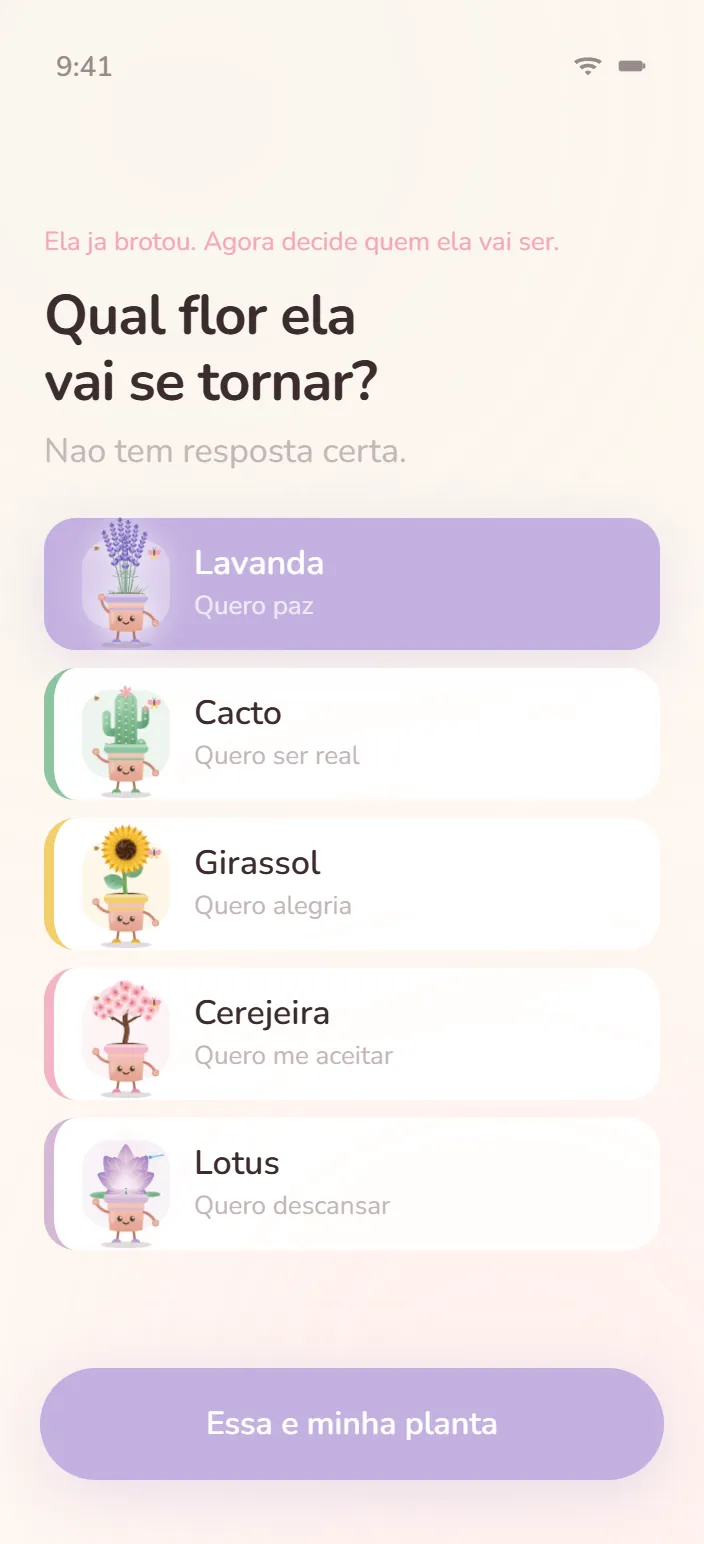 9:41
Ela ja brotou. Agora decide quem ela vai ser.
Qual flor ela
vai se tornar?
Nao tem resposta certa.
Lavanda
Quero paz
Cacto
Quero ser real
Girassol
Quero alegria
Cerejeira
Quero me aceitar
Lotus
Quero descansar
Essa e minha planta